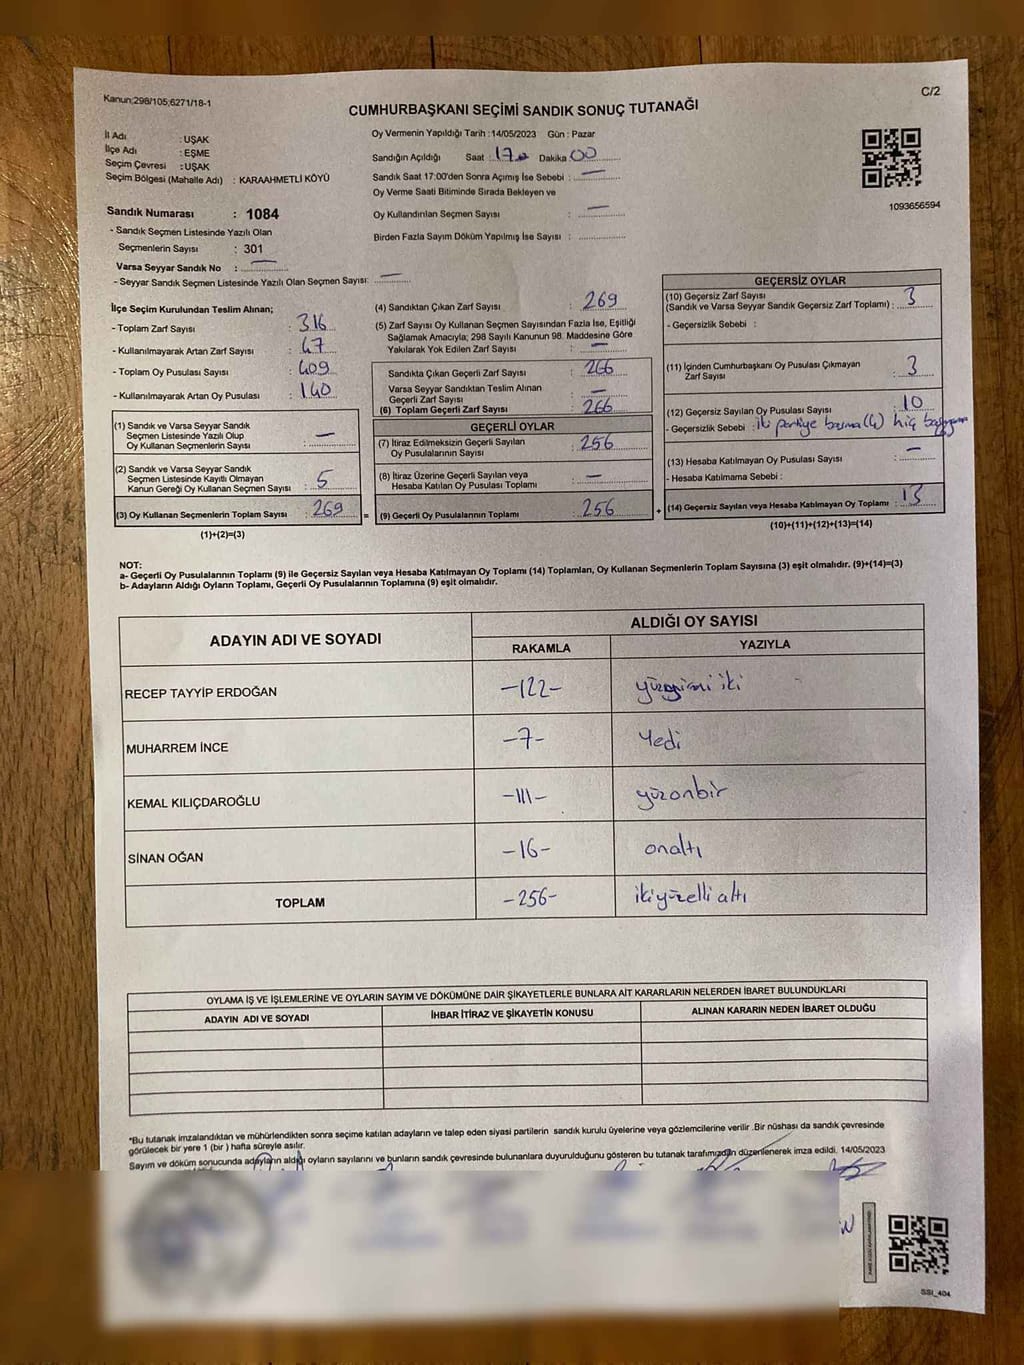 Kanun;298/105;6271/18-1
C/2
CUMHURBAŞKANI SEÇİMİ SANDIK SONUÇ TUTANAĞI
İl Adı : UŞAK
İlçe Adı : EŞME
Seçim Çevresi : UŞAK
Seçim Bölgesi (Mahalle Adı) : KARAAHMETLİ KÖYÜ
Oy Vermenin Yapıldığı Tarih :14/05/2023 Gün : Pazar
Sandığın Açıldığı Saat : 17 Dakika 00
Sandık Saat 17:00'den Sonra Açımış İse Sebebi : —
Oy Verme Saati Bitiminde Sırada Bekleyen ve
Oy Kullandırılan Seçmen Sayısı : —
Birden Fazla Sayım Döküm Yapılmış İse Sayısı :
1093656594
Sandık Numarası : 1084
- Sandık Seçmen Listesinde Yazılı Olan
Seçmenlerin Sayısı : 301
Varsa Seyyar Sandık No : —
- Seyyar Sandık Seçmen Listesinde Yazılı Olan Seçmen Sayısı: —
İlçe Seçim Kurulundan Teslim Alınan;
- Toplam Zarf Sayısı : 316
- Kullanılmayarak Artan Zarf Sayısı : 47
- Toplam Oy Pusulası Sayısı : 409
- Kullanılmayarak Artan Oy Pusulası : 140
(1) Sandık ve Varsa Seyyar Sandık
Seçmen Listesinde Yazılı Olup
Oy Kullanan Seçmenlerin Sayısı : —
(2) Sandık ve Varsa Seyyar Sandık
Seçmen Listesinde Kayıtlı Olmayan
Kanun Gereği Oy Kullanan Seçmen Sayısı : 5
(3) Oy Kullanan Seçmenlerin Toplam Sayısı : 269 =
(1)+(2)=(3)
(4) Sandıktan Çıkan Zarf Sayısı : 269
(5) Zarf Sayısı Oy Kullanan Seçmen Sayısından Fazla İse, Eşitliği
Sağlamak Amacıyla; 298 Sayılı Kanunun 98. Maddesine Göre
Yakılarak Yok Edilen Zarf Sayısı : —
Sandıkta Çıkan Geçerli Zarf Sayısı : 266
Varsa Seyyar Sandıktan Teslim Alınan
Geçerli Zarf Sayısı : —
(6) Toplam Geçerli Zarf Sayısı : 266
GEÇERLİ OYLAR
(7) İtiraz Edilmeksizin Geçerli Sayılan
Oy Pusulalarının Sayısı : 256
(8) İtiraz Üzerine Geçerli Sayılan veya
Hesaba Katılan Oy Pusulası Toplamı : —
(9) Geçerli Oy Pusulalarının Toplamı : 256 +
GEÇERSİZ OYLAR
(10) Geçersiz Zarf Sayısı
(Sandık ve Varsa Seyyar Sandık Geçersiz Zarf Toplamı) : 3
- Geçersizlik Sebebi :
(11) İçinden Cumhurbaşkanı Oy Pusulası Çıkmayan
Zarf Sayısı : 3
(12) Geçersiz Sayılan Oy Pusulası Sayısı : 10
- Geçersizlik Sebebi : iki partiye basma(4) hiç
(13) Hesaba Katılmayan Oy Pusulası Sayısı : —
- Hesaba Katılmama Sebebi :
(14) Geçersiz Sayılan veya Hesaba Katılmayan Oy Toplamı : 13
(10)+(11)+(12)+(13)=(14)
NOT:
a- Geçerli Oy Pusulalarının Toplamı (9) ile Geçersiz Sayılan veya Hesaba Katılmayan Oy Toplamı (14) Toplamları, Oy Kullanan Seçmenlerin Toplam Sayısına (3) eşit olmalıdır. (9)+(14)=(3)
b- Adayların Aldığı Oyların Toplamı, Geçerli Oy Pusulalarının Toplamına (9) eşit olmalıdır.
ADAYIN ADI VE SOYADI
ALDIĞI OY SAYISI
RAKAMLA YAZIYLA
RECEP TAYYİP ERDOĞAN -122- yüzyirmi iki
MUHARREM İNCE -7- Yedi
KEMAL KILIÇDAROĞLU -111- yüzonbir
SİNAN OĞAN -16- onaltı
TOPLAM -256- ikiyüzelli altı
OYLAMA İŞ VE İŞLEMLERİNE VE OYLARIN SAYIM VE DÖKÜMÜNE DAİR ŞİKAYETLERLE BUNLARA AİT KARARLARIN NELERDEN İBARET BULUNDUKLARI
ADAYIN ADI VE SOYADI İHBAR İTİRAZ VE ŞİKAYETİN KONUSU ALINAN KARARIN NEDEN İBARET OLDUĞU
*Bu tutanak imzalandıktan ve mühürlendikten sonra seçime katılan adayların ve talep eden siyasi partilerin sandık kurulu üyelerine veya gözlemcilerine verilir .Bir nüshası da sandık çevresinde
görülecek bir yere 1 (bir ) hafta süreyle asılır.
Sayım ve döküm sonucunda adayların aldığı oyların sayılarını ve bunların sandık çevresinde bulunanlara duyurulduğunu gösteren bu tutanak tarafımızdan düzenlenerek imza edildi. 14/05/2023
SSİ_404